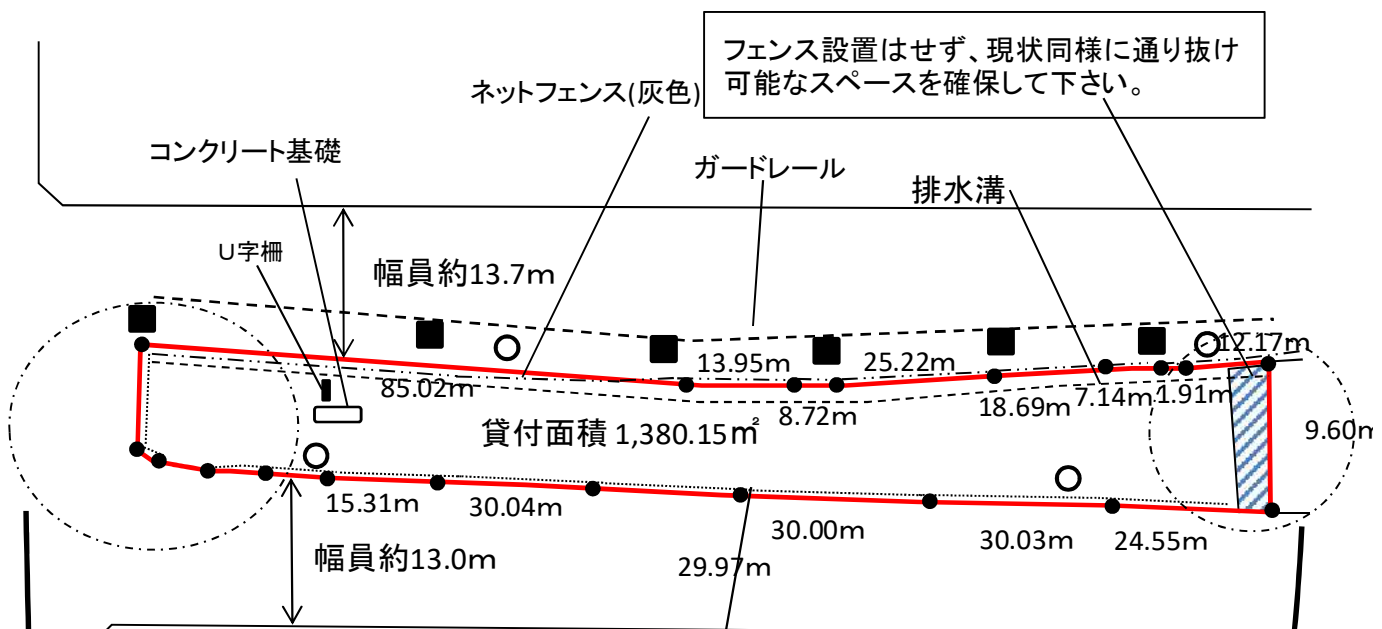 フェンス設置はせず、現状同様に通り抜け
可能なスペースを確保して下さい。
ネットフェンス(灰色)
コンクリート基礎
ガードレール
排水溝
U字柵
幅員約13.7m
12.17m
13.95m
25.22m
85.02m
8.72m
18.69m
7.14m
1.91m
貸付面積 1,380.15㎡
9.60m
15.31m
30.04m
30.00m
30.03m
24.55m
幅員約13.0m
29.97m